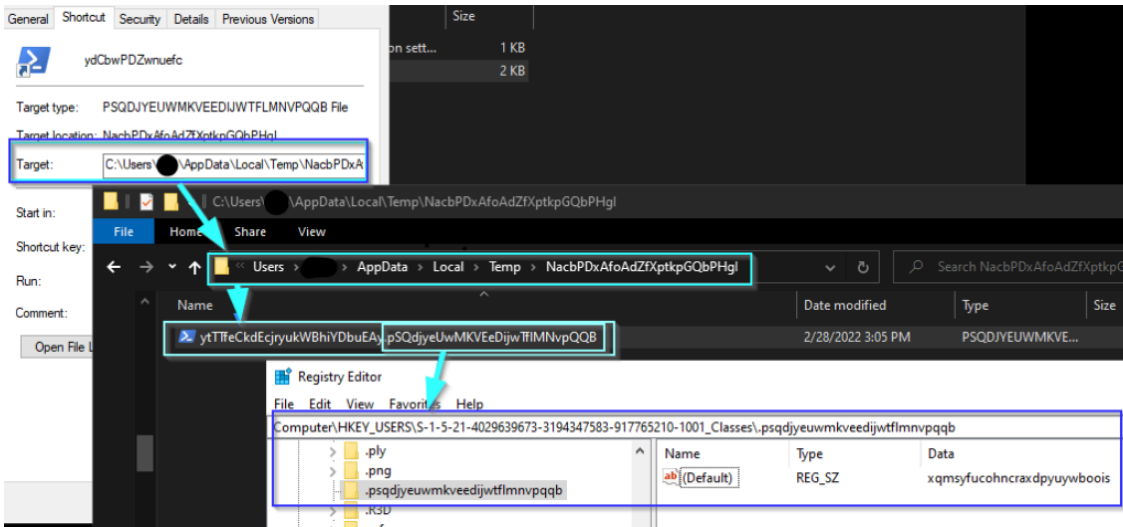 General Shortcut Security Details Previous Versions
Size
ydCbwPDZwnuefc
on sett... 1 KB
2 KB
Target type: PSQDJYEUWMKVEEDIJWTFLMNVPQQB File
Target location: NacbPDxAfoAdZfXptkpGQbPHgl
Target: C:\Users\ \AppData\Local\Temp\NacbPDxA
C:\Users\ \AppData\Local\Temp\NacbPDxAfoAdZfXptkpGQbPHgl
Start in:
File Home Share View
Shortcut key:
Users > > AppData > Local > Temp > NacbPDxAfoAdZfXptkpGQbPHgl
Search NacbPDxAfoAdZfXptkpG
Run:
Name Date modified Type Size
Comment:
Open File L
ytTTfeCkdEcjryukWBhiYDbuEAy.pSQdjyeUwMKVEeDijwTflMNvpQQB 2/28/2022 3:05 PM PSQDJYEUWMKVE...
Registry Editor
File Edit View Favorites Help
Computer\HKEY_USERS\S-1-5-21-4029639673-3194347583-917765210-1001_Classes\.psqdjyeuwmkveedijwtflmnvpqqb
.ply
Name Type Data
.png
(Default) REG_SZ xqmsyfucohncraxdpyuywboois
.psqdjyeuwmkveedijwtflmnvpqqb
.R3D